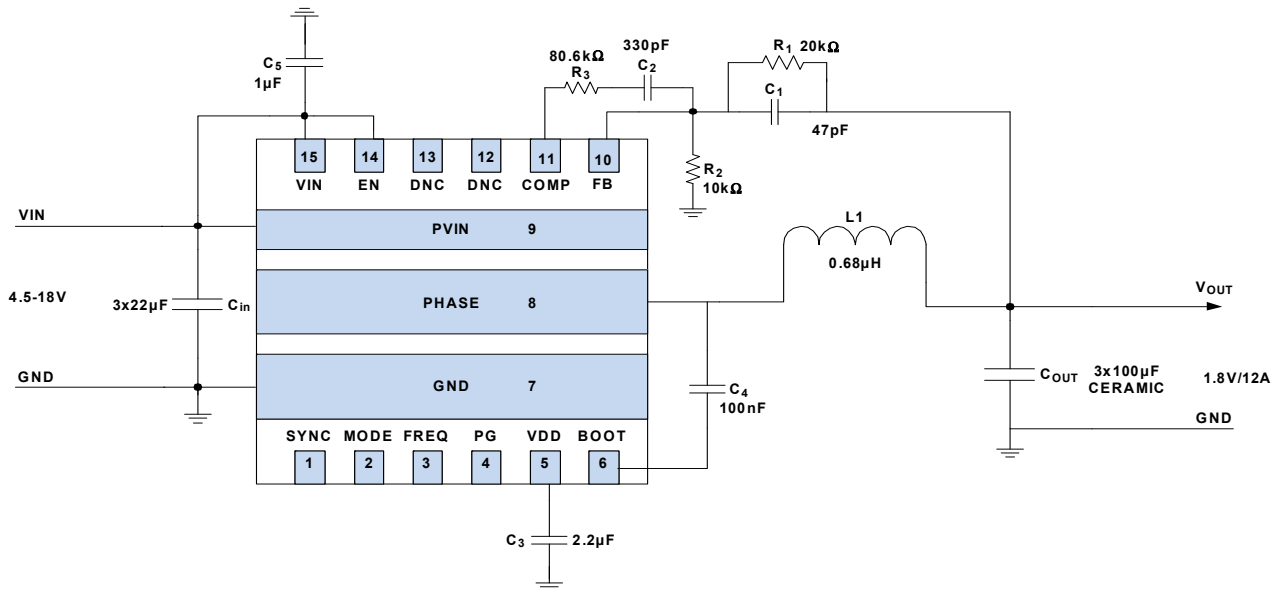 C5
1µF
80.6kΩ
R3
330pF
C2
R1 20kΩ
C1
47pF
R2
10kΩ
15 14 13 12 11 10
VIN EN DNC DNC COMP FB
VIN
PVIN 9
L1
0.68µH
4.5-18V
3x22µF Cin
PHASE 8
VOUT
GND
GND 7
C4
100nF
COUT 3x100µF
CERAMIC
1.8V/12A
GND
SYNC MODE FREQ PG VDD BOOT
1 2 3 4 5 6
C3 2.2µF